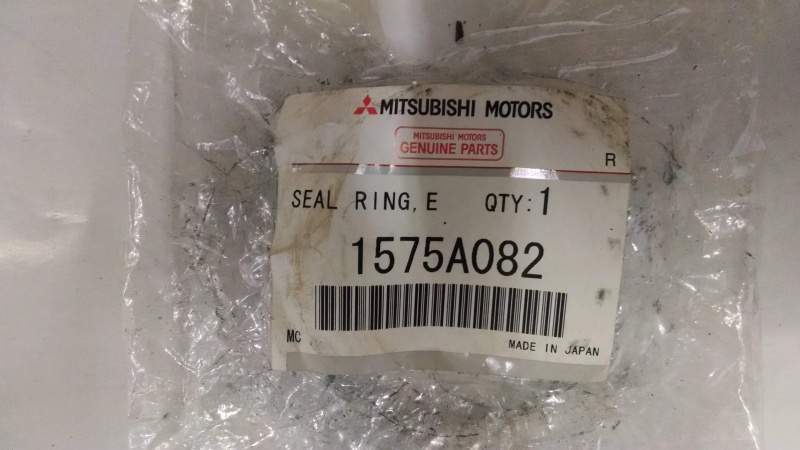 MITSUBISHI MOTORS
MITSUBISHI MOTORS
GENUINE PARTS
R
SEAL RING, E QTY: 1
1575A082
MC
MADE IN JAPAN